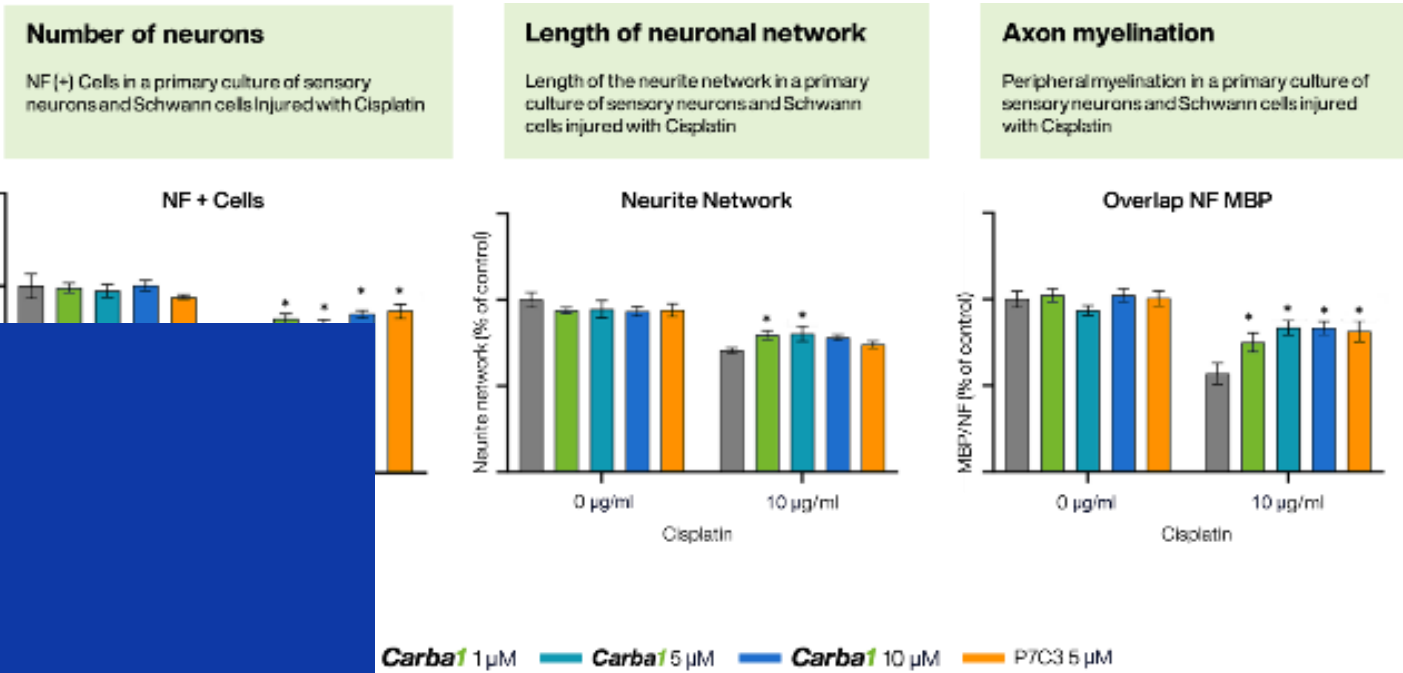 Number of neurons
NF (+) Cells in a primary culture of sensory
neurons and Schwann cells Injured with Cisplatin
Length of neuronal network
Length of the neurite network in a primary
culture of sensory neurons and Schwann
cells injured with Cisplatin
Axon myelination
Peripheral myelination in a primary culture of
sensory neurons and Schwann cells injured
with Cisplatin
NF + Cells
* * * *
Neurite Network
Neurite network (% of control)
* *
0 µg/ml 10 µg/ml
Cisplatin
Overlap NF MBP
MBP/NF (% of control)
* * * * *
0 µg/ml 10 µg/ml
Cisplatin
Carba1 1 µM Carba1 5 µM Carba1 10 µM P7C3 5 µM